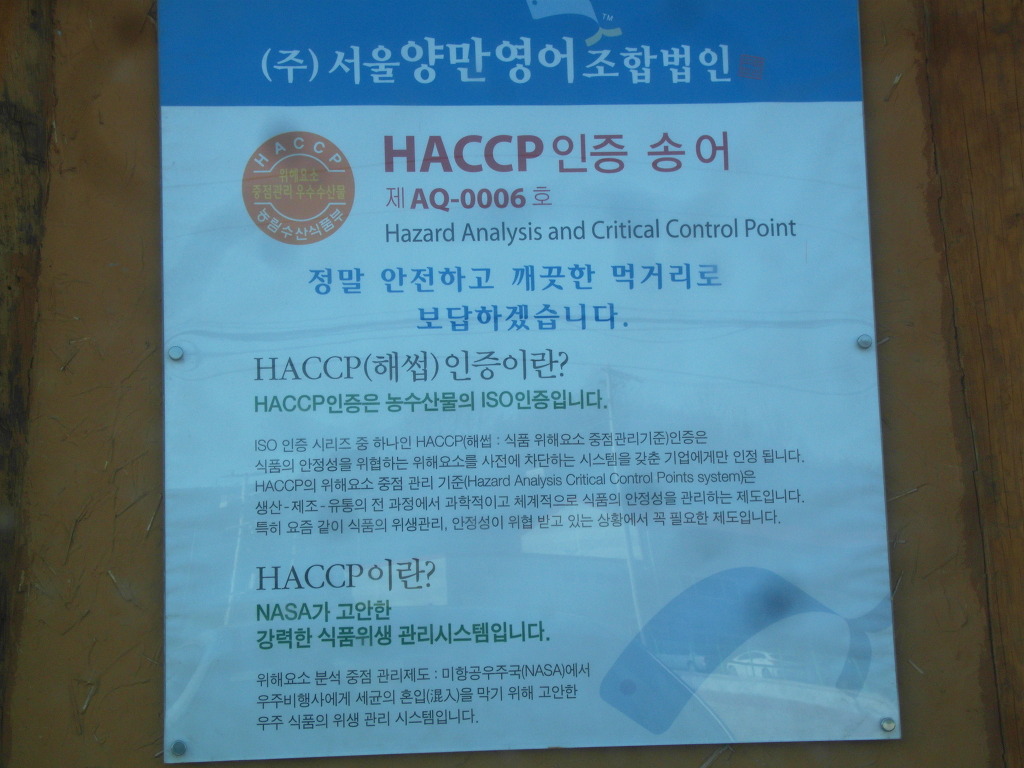 TM
(주)서울양만영어조합법인
HACCP
위해요소
중점관리 우수수산물
농림수산식품부
HACCP 인증 송어
제 AQ-0006 호
Hazard Analysis and Critical Control Point
정말 안전하고 깨끗한 먹거리로
보답하겠습니다.
HACCP(해썹)인증이란?
HACCP인증은 농수산물의 ISO인증입니다.
ISO 인증 시리즈 중 하나인 HACCP(해썹 : 식품 위해요소 중점관리기준)인증은
식품의 안정성을 위협하는 위해요소를 사전에 차단하는 시스템을 갖춘 기업에게만 인정 됩니다.
HACCP의 위해요소 중점 관리 기준(Hazard Analysis Critical Control Points system)은
생산-제조-유통의 전 과정에서 과학적이고 체계적으로 식품의 안정성을 관리하는 제도입니다.
특히 요즘 같이 식품의 위생관리, 안정성이 위협 받고 있는 상황에서 꼭 필요한 제도입니다.
HACCP이란?
NASA가 고안한
강력한 식품위생 관리시스템입니다.
위해요소 분석 중점 관리제도 : 미항공우주국(NASA)에서
우주비행사에게 세균의 혼입(混入)을 막기 위해 고안한
우주 식품의 위생 관리 시스템입니다.